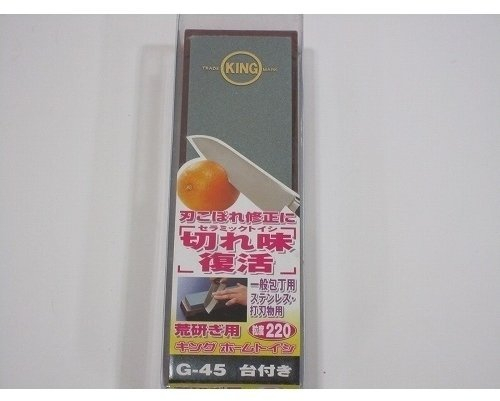 TRADE KING MARK
刃こぼれ修正に
セラミックトイシ
切れ味
復活
一般包丁用
ステンレス・
打刃物用
荒研ぎ用
粒度220
キング ホームトイシ
G-45 台付き